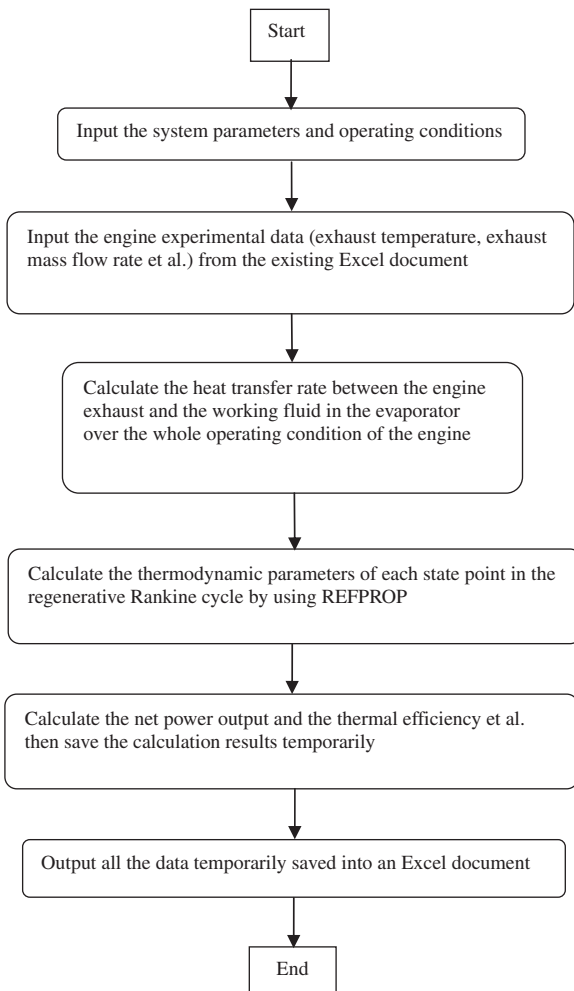 Start
Input the system parameters and operating conditions
Input the engine experimental data (exhaust temperature, exhaust
mass flow rate et al.) from the existing Excel document
Calculate the heat transfer rate between the engine
exhaust and the working fluid in the evaporator
over the whole operating condition of the engine
Calculate the thermodynamic parameters of each state point in the
regenerative Rankine cycle by using REFPROP
Calculate the net power output and the thermal efficiency et al.
then save the calculation results temporarily
Output all the data temporarily saved into an Excel document
End